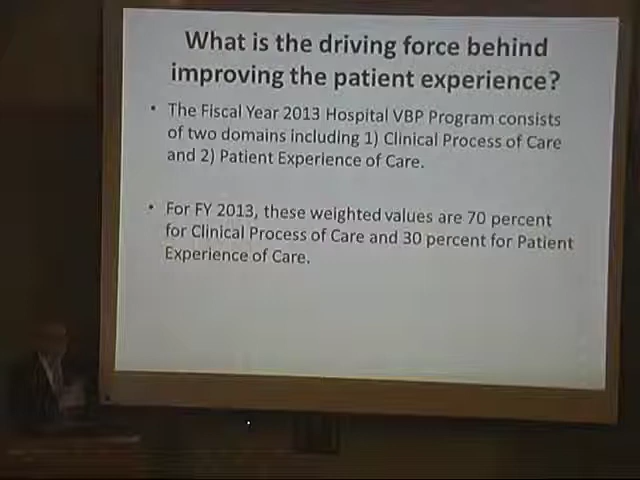 What is the driving force behind
improving the patient experience?
• The Fiscal Year 2013 Hospital VBP Program consists
of two domains including 1) Clinical Process of Care
and 2) Patient Experience of Care.
• For FY 2013, these weighted values are 70 percent
for Clinical Process of Care and 30 percent for Patient
Experience of Care.